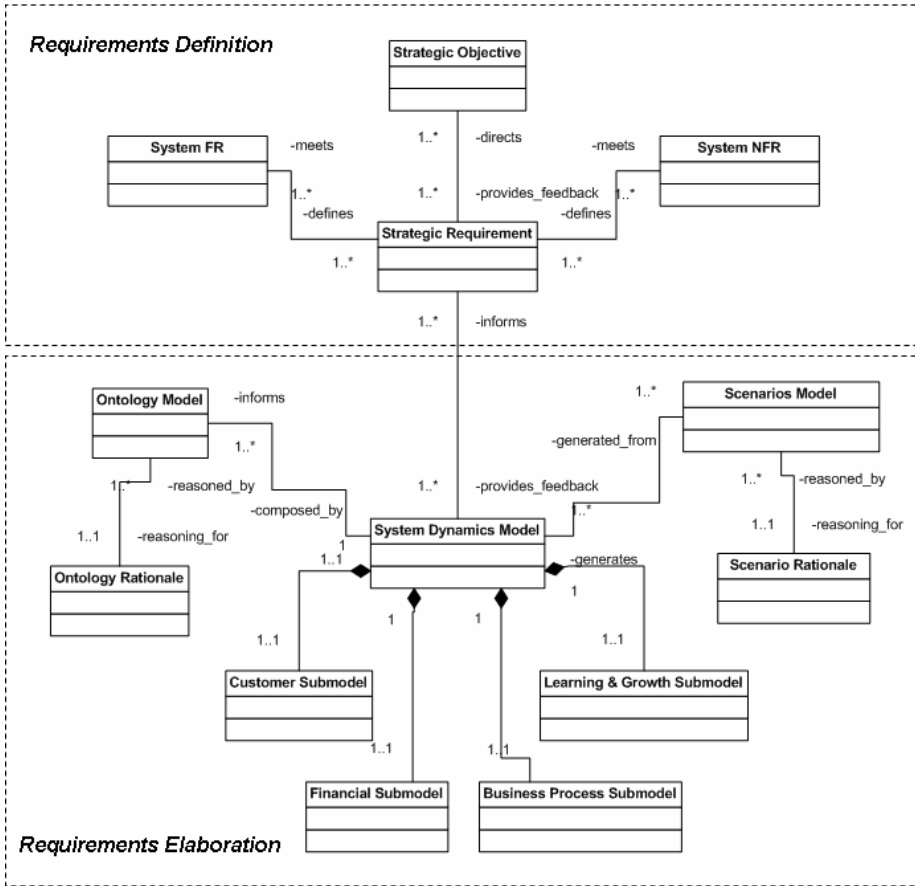 Requirements Definition
Strategic Objective
1..*
-directs
System FR
-meets
1..*
-defines
1..*
System NFR
-meets
1..*
-defines
1..*
1..*
-provides_feedback
Strategic Requirement
1..*
-informs
Ontology Model
-informs
1..*
1..*
-reasoned_by
-composed_by
1..1
-reasoning_for
Ontology Rationale
1..*
Scenarios Model
-generated_from
1..*
-provides_feedback
1..*
1..*
-reasoned_by
1..1
-reasoning_for
Scenario Rationale
System Dynamics Model
1
1..1
-generates
1
1
1
1..1
1..1
Customer Submodel
Learning & Growth Submodel
1..1
1..1
Financial Submodel
Business Process Submodel
Requirements Elaboration